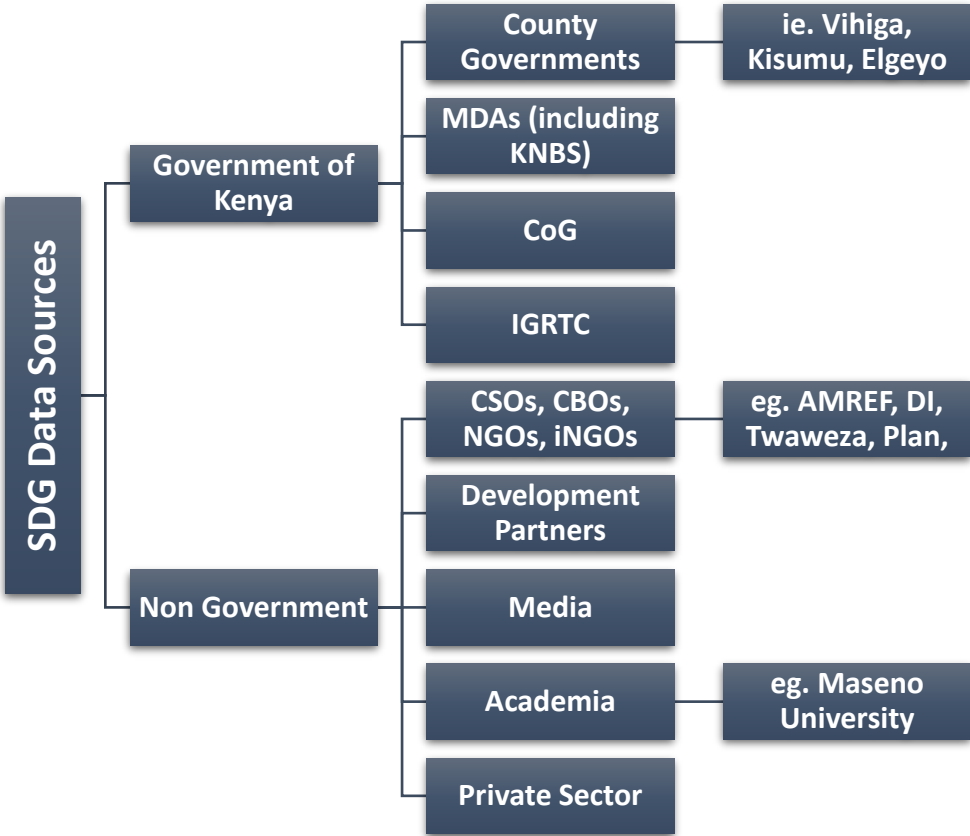 SDG Data Sources
Government of
Kenya
County
Governments
ie. Vihiga,
Kisumu, Elgeyo
MDAs (including
KNBS)
CoG
IGRTC
Non Government
CSOs, CBOs,
NGOs, iNGOs
eg. AMREF, DI,
Twaweza, Plan,
Development
Partners
Media
Academia
eg. Maseno
University
Private Sector